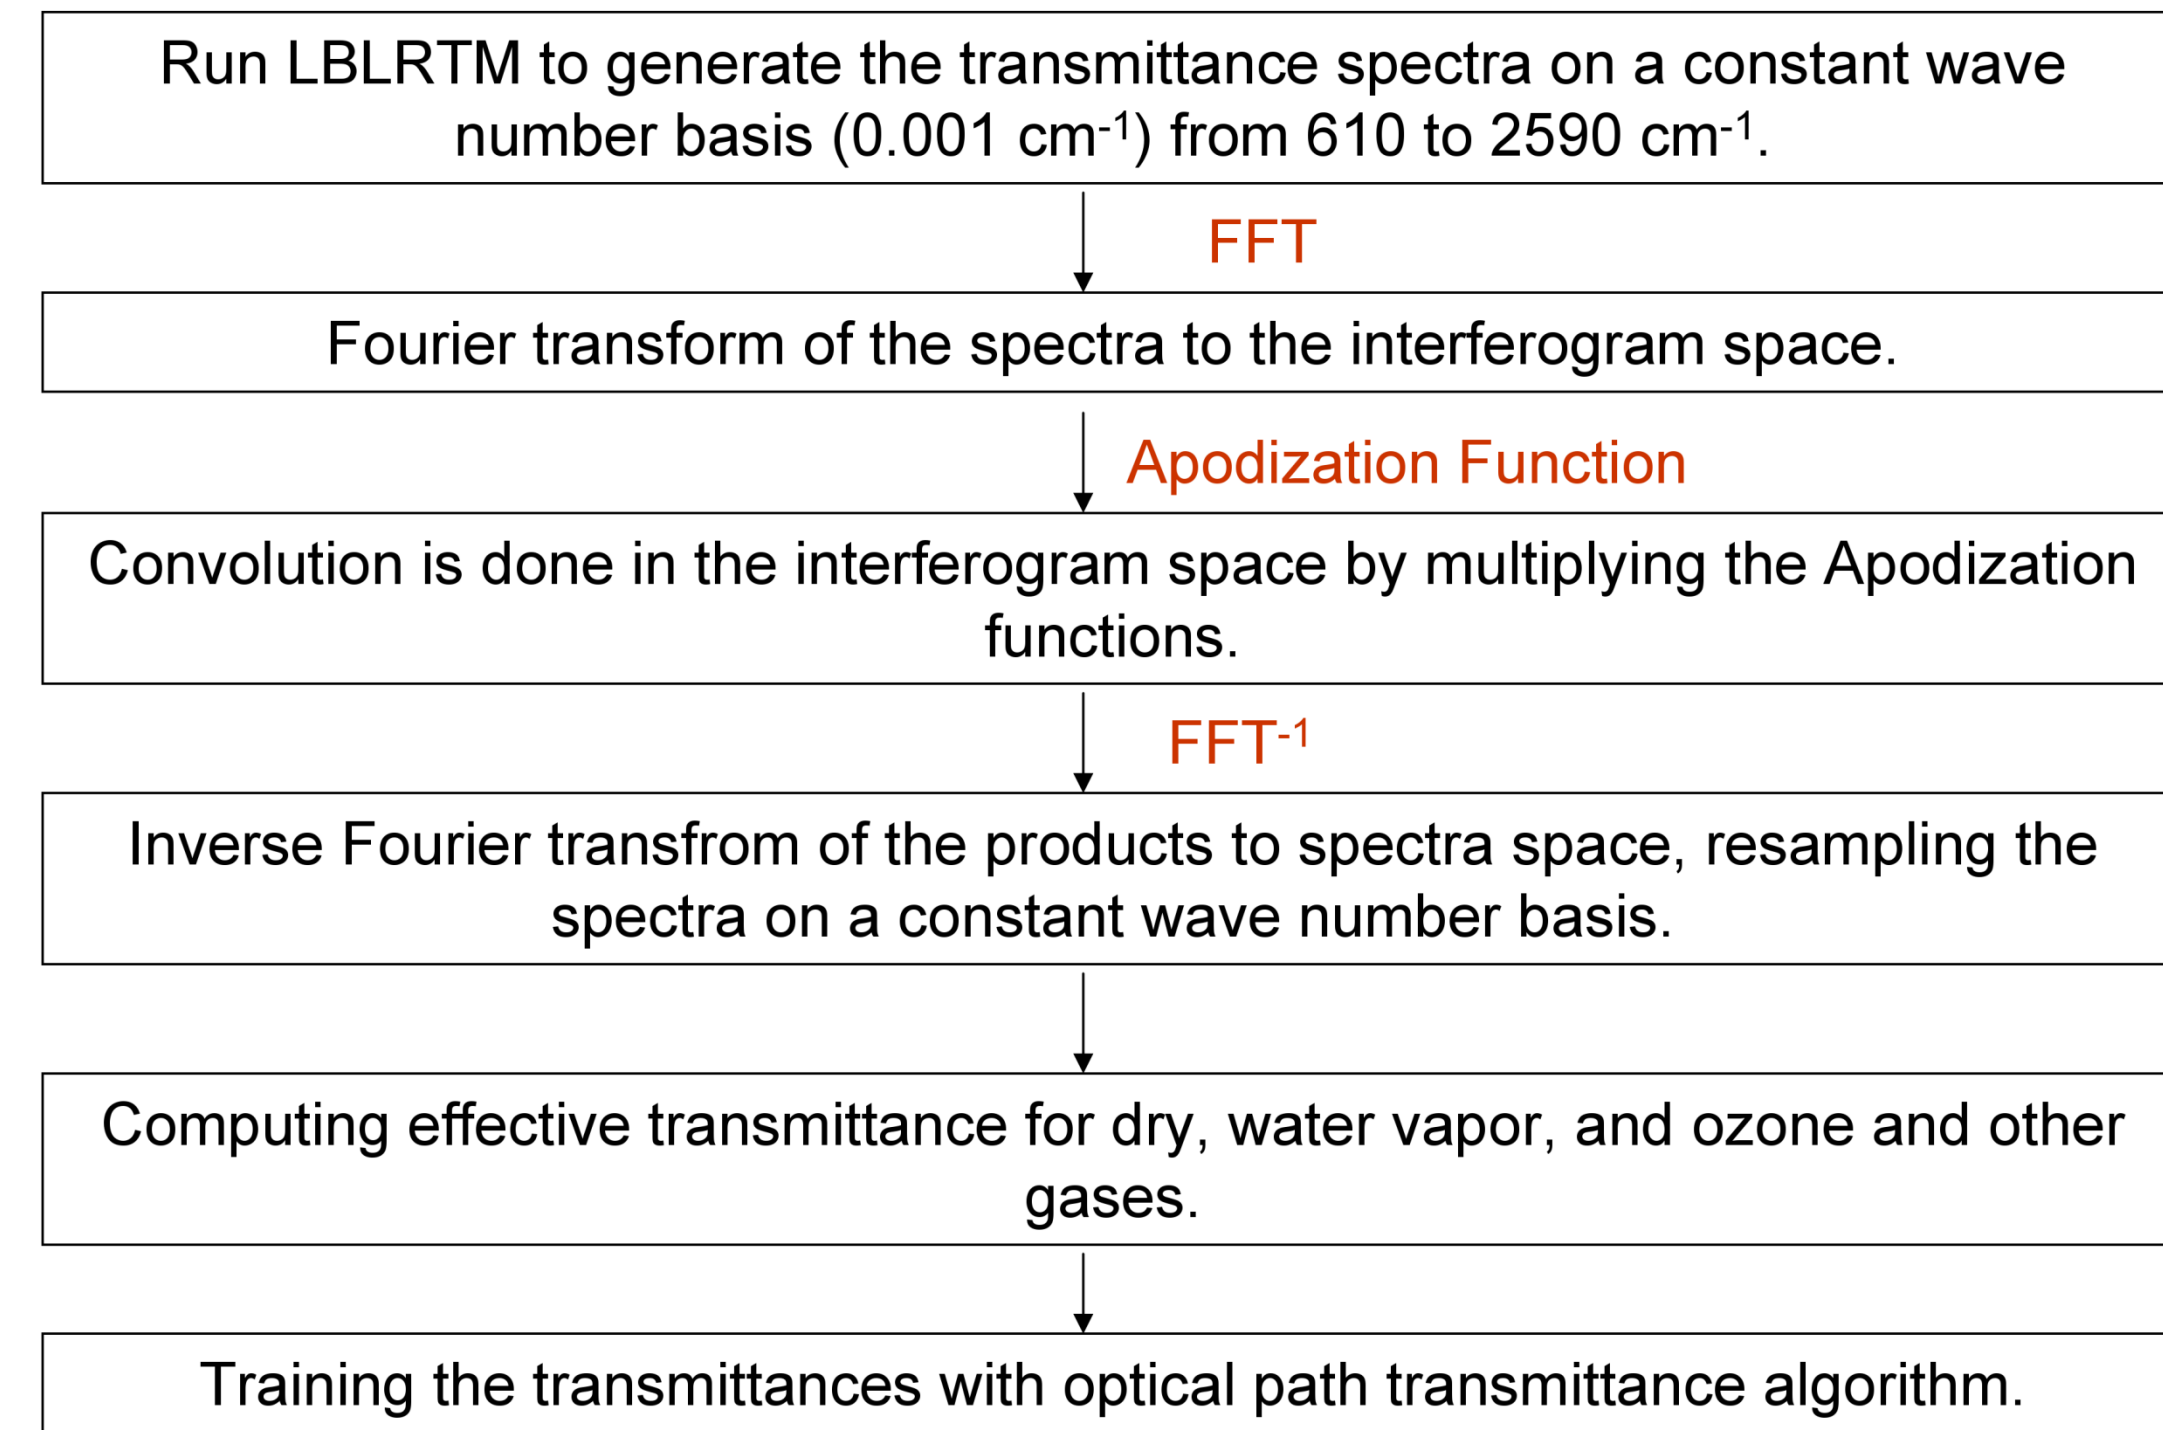 Run LBLRTM to generate the transmittance spectra on a constant wave
number basis (0.001 cm⁻¹) from 610 to 2590 cm⁻¹.
FFT
Fourier transform of the spectra to the interferogram space.
Apodization Function
Convolution is done in the interferogram space by multiplying the Apodization
functions.
FFT⁻¹
Inverse Fourier transfrom of the products to spectra space, resampling the
spectra on a constant wave number basis.
Computing effective transmittance for dry, water vapor, and ozone and other
gases.
Training the transmittances with optical path transmittance algorithm.